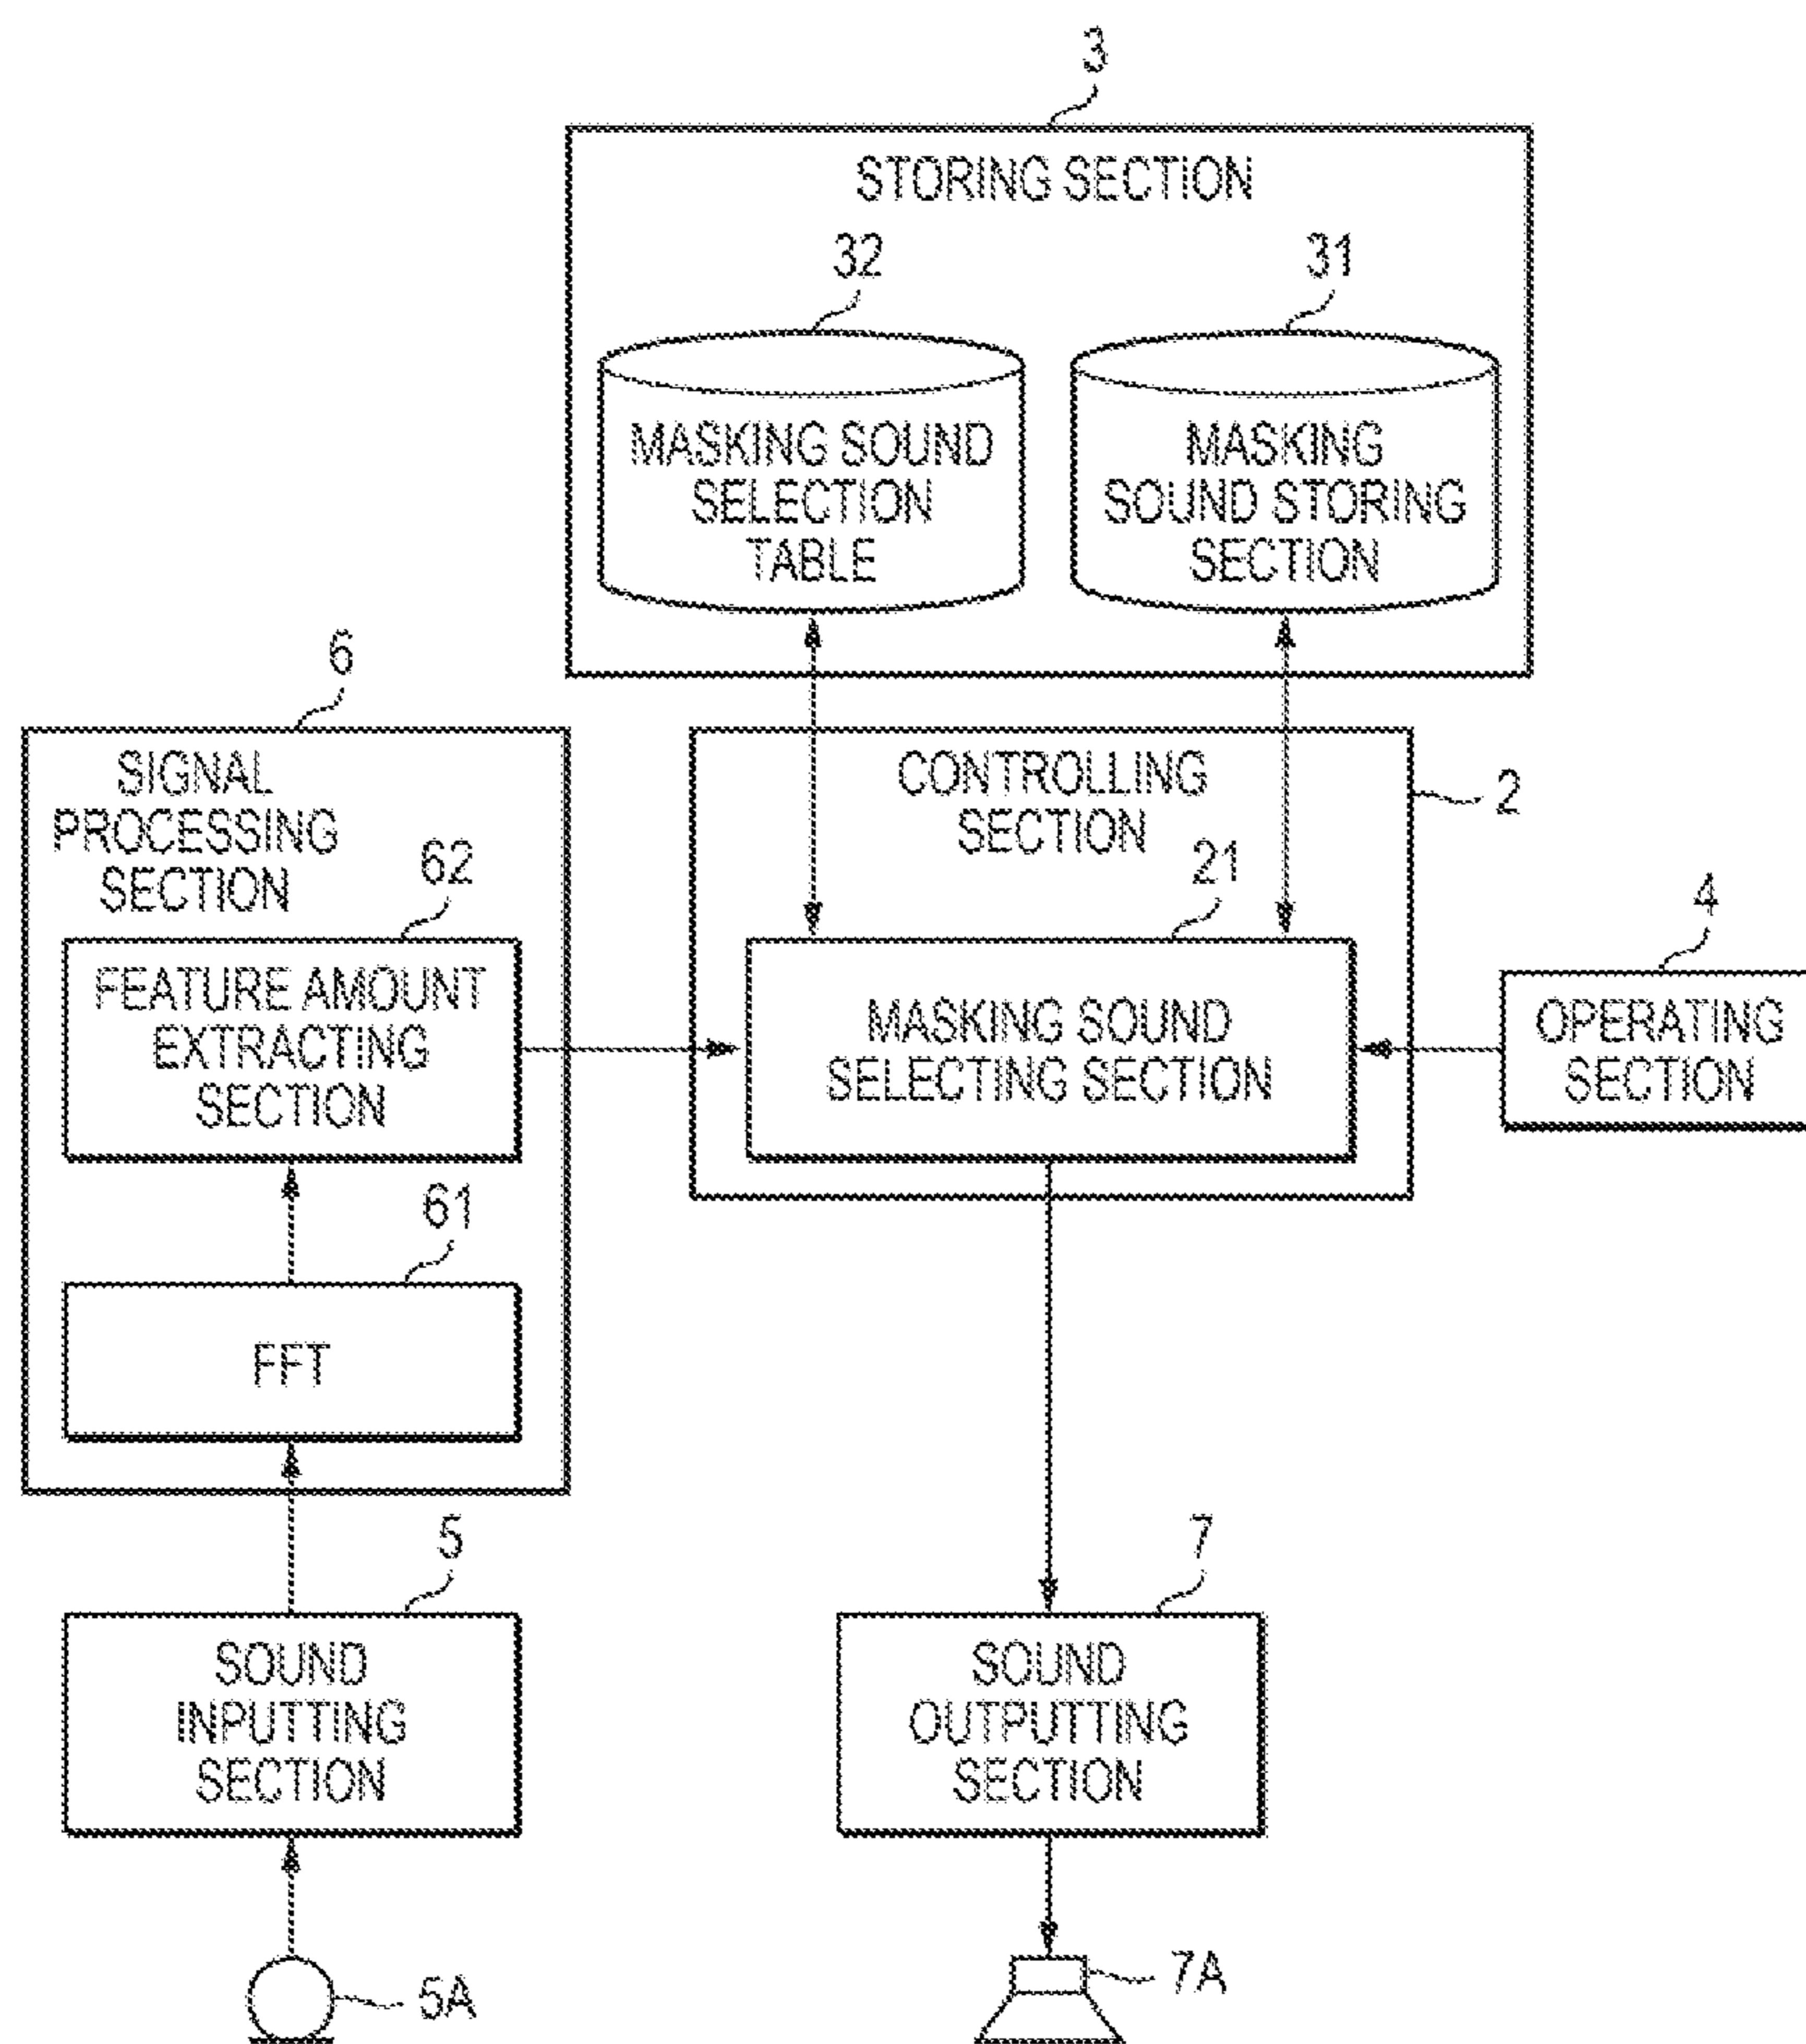 3
STORING SECTION
32
31
MASKING SOUND
SELECTION
TABLE
MASKING
SOUND STORING
SECTION
6
SIGNAL
PROCESSING
SECTION
62
FEATURE AMOUNT
EXTRACTING
SECTION
61
FFT
CONTROLLING
SECTION
2
21
MASKING SOUND
SELECTING SECTION
4
OPERATING
SECTION
5
SOUND
INPUTTING
SECTION
5A
7
SOUND
OUTPUTTING
SECTION
7A